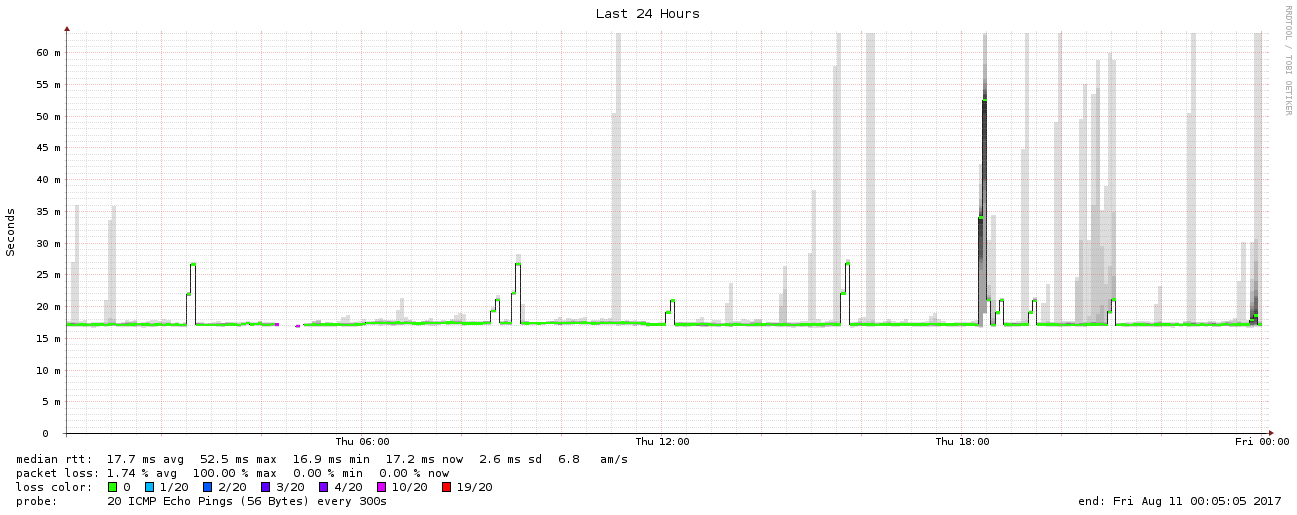 Last 24 Hours
RRDTOOL / TOBI OETIKER
Seconds
60 m
55 m
50 m
45 m
40 m
35 m
30 m
25 m
20 m
15 m
10 m
5 m
0
Thu 06:00 Thu 12:00 Thu 18:00 Fri 00:00
median rtt: 17.7 ms avg 52.5 ms max 16.9 ms min 17.2 ms now 2.6 ms sd 6.8 am/s
packet loss: 1.74 % avg 100.00 % max 0.00 % min 0.00 % now
loss color: 0 1/20 2/20 3/20 4/20 10/20 19/20
probe: 20 ICMP Echo Pings (56 Bytes) every 300s end: Fri Aug 11 00:05:05 2017